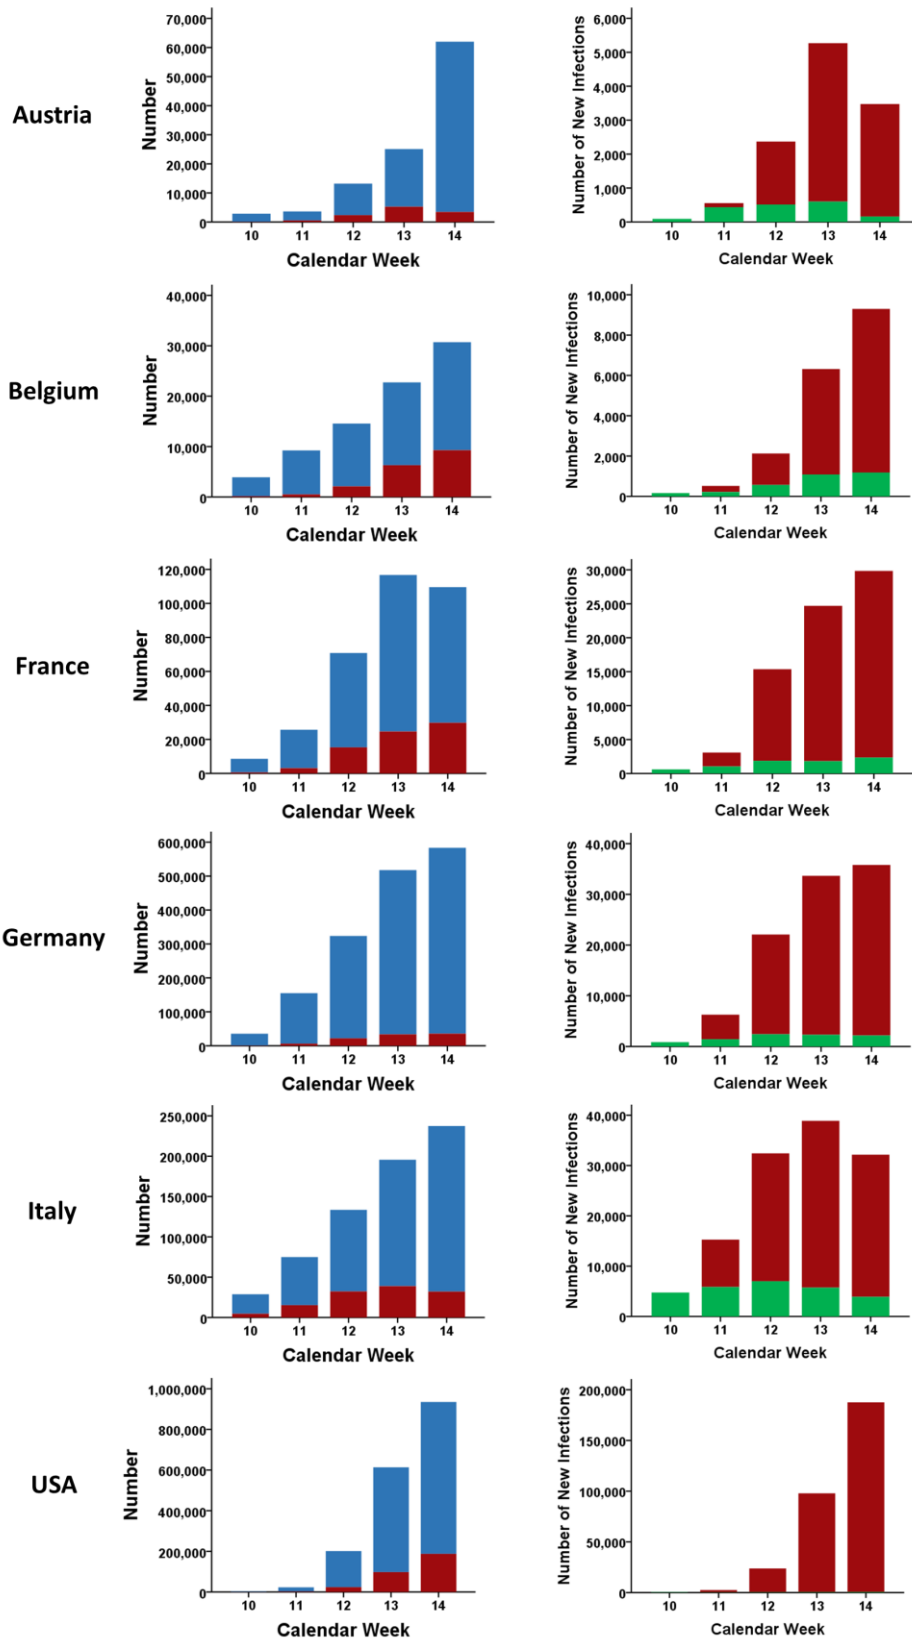 Austria
Number
70,000
60,000
50,000
40,000
30,000
20,000
10,000
0
10 11 12 13 14
Calendar Week
Number of New Infections
6,000
5,000
4,000
3,000
2,000
1,000
0
10 11 12 13 14
Calendar Week
Belgium
Number
40,000
30,000
20,000
10,000
0
10 11 12 13 14
Calendar Week
Number of New Infections
10,000
8,000
6,000
4,000
2,000
0
10 11 12 13 14
Calendar Week
France
Number
120,000
100,000
80,000
60,000
40,000
20,000
0
10 11 12 13 14
Calendar Week
Number of New Infections
30,000
25,000
20,000
15,000
10,000
5,000
0
10 11 12 13 14
Calendar Week
Germany
Number
600,000
500,000
400,000
300,000
200,000
100,000
0
10 11 12 13 14
Calendar Week
Number of New Infections
40,000
30,000
20,000
10,000
0
10 11 12 13 14
Calendar Week
Italy
Number
250,000
200,000
150,000
100,000
50,000
0
10 11 12 13 14
Calendar Week
Number of New Infections
40,000
30,000
20,000
10,000
0
10 11 12 13 14
Calendar Week
USA
Number
1,000,000
800,000
600,000
400,000
200,000
0
10 11 12 13 14
Calendar Week
Number of New Infections
200,000
150,000
100,000
50,000
0
10 11 12 13 14
Calendar Week